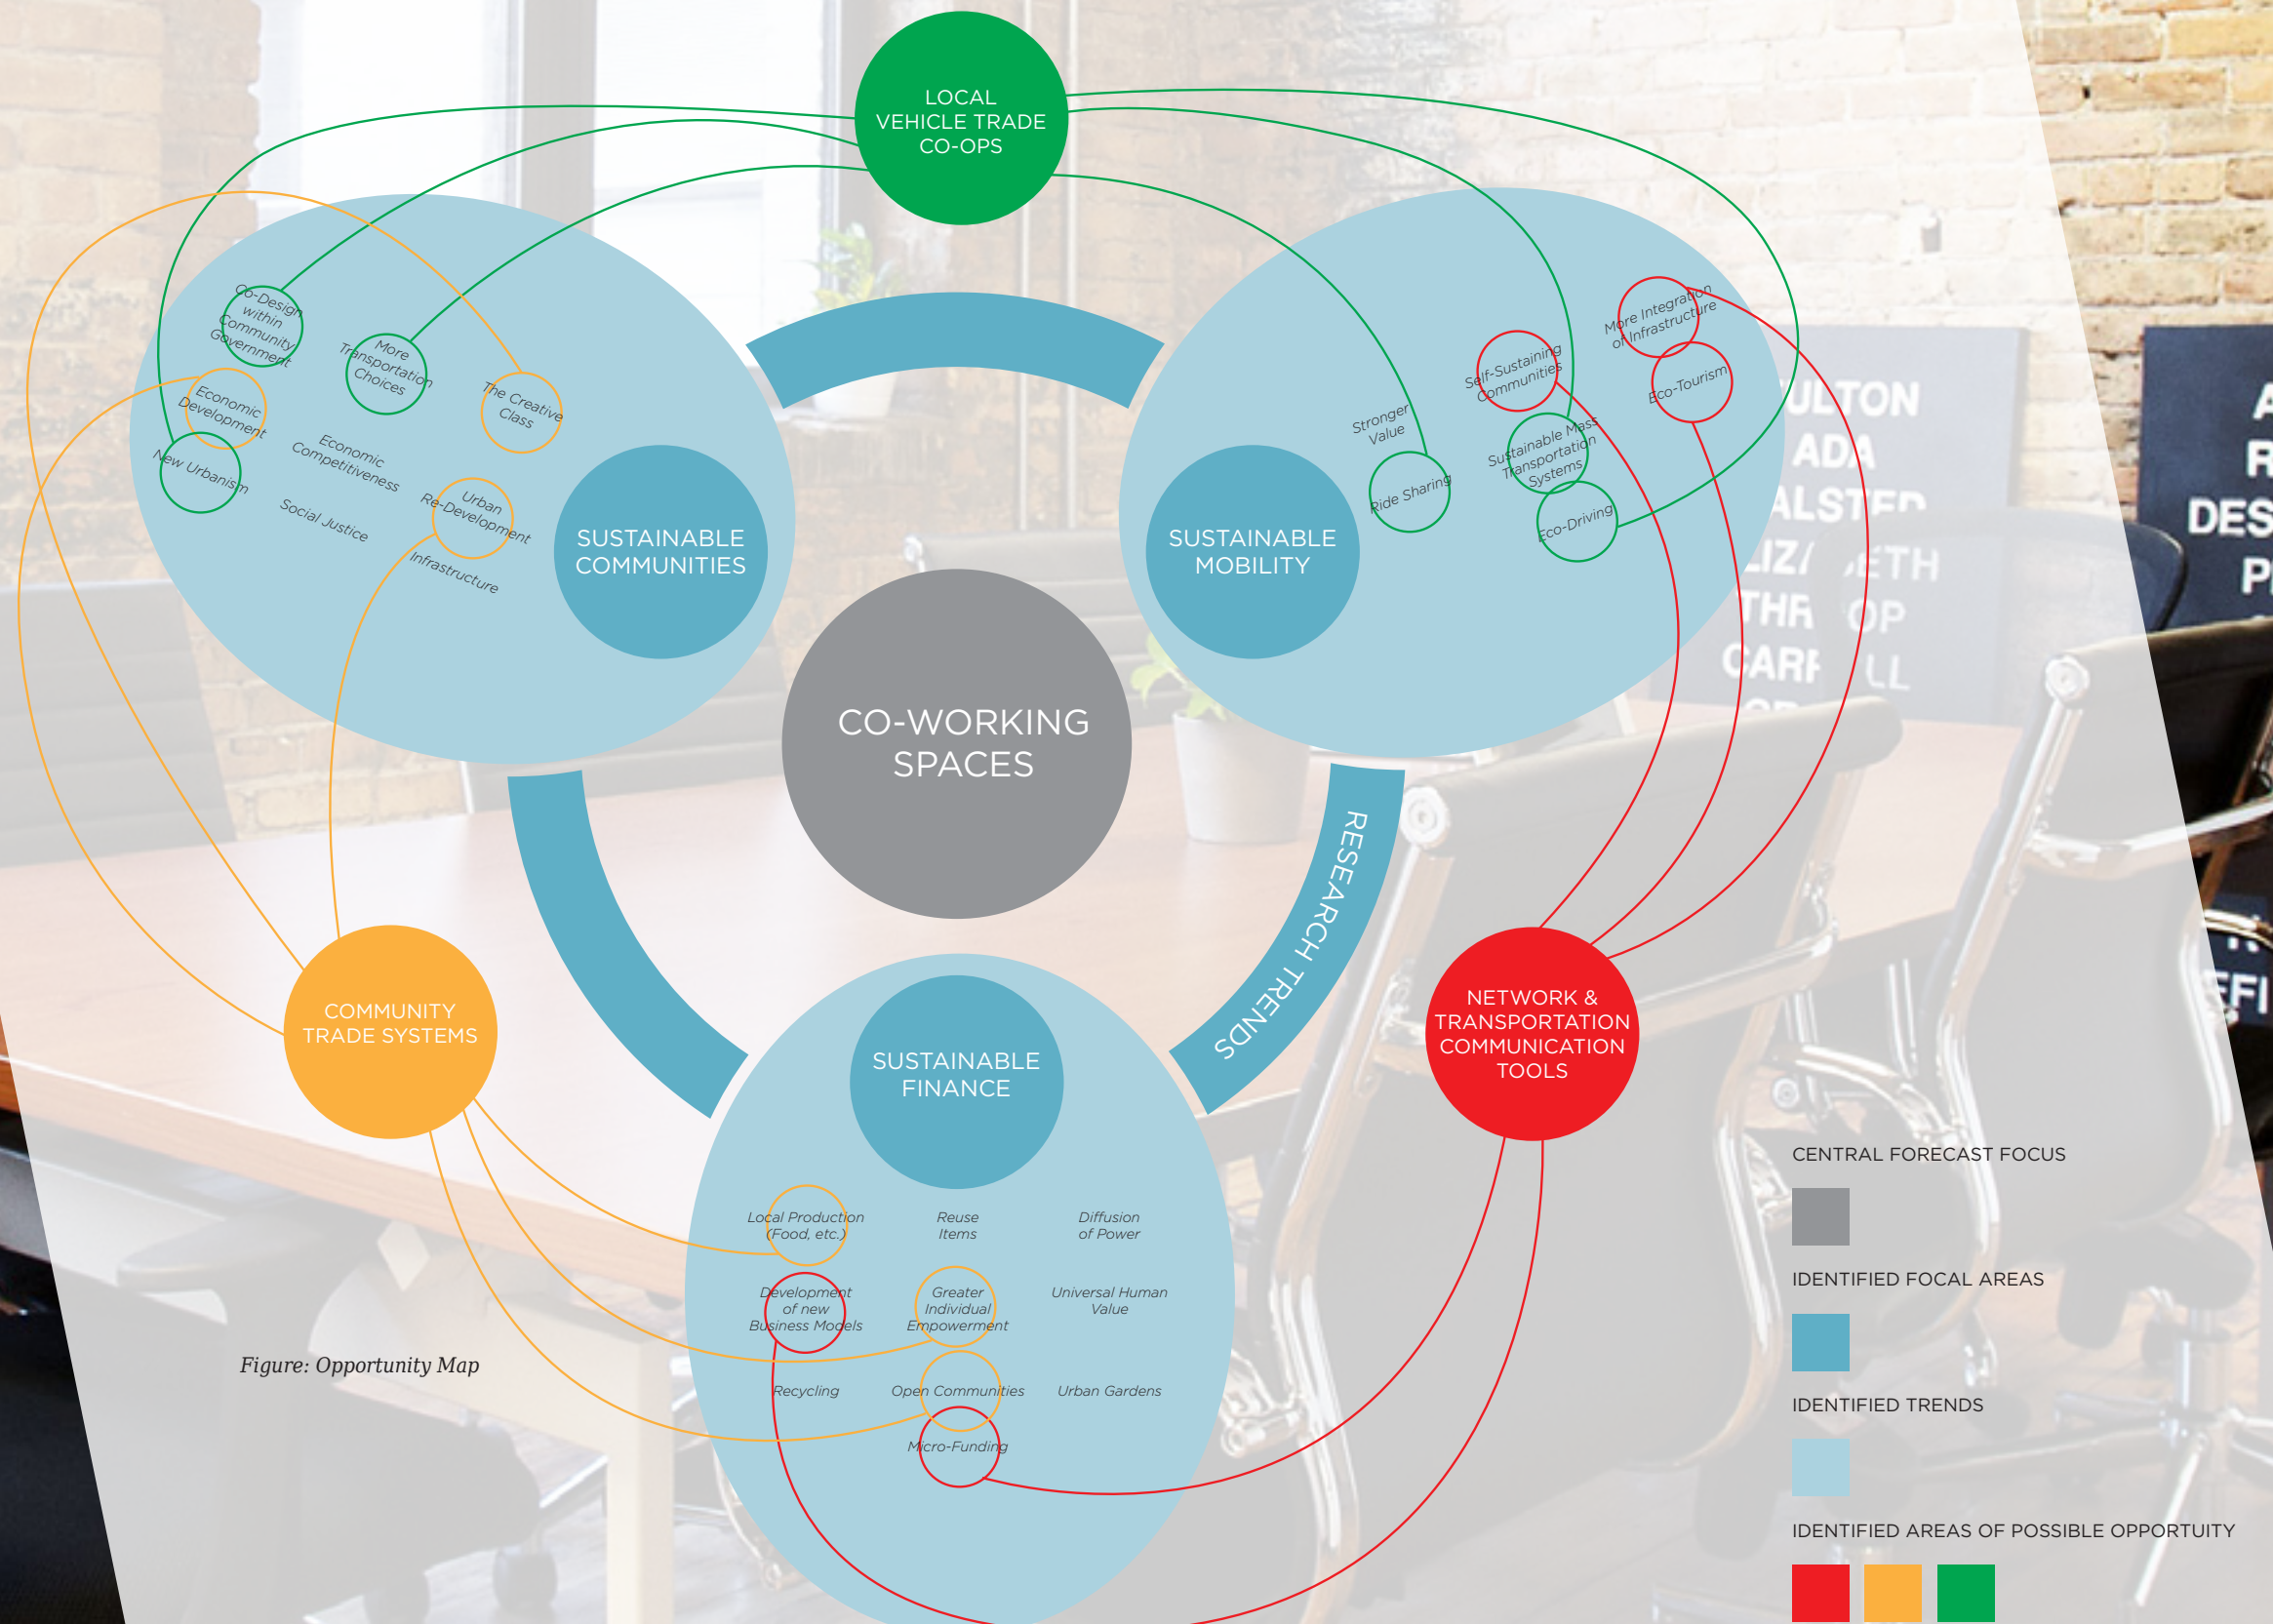 LOCAL
VEHICLE TRADE
CO-OPS
Co-Design
within
Community
Government
More
Transportation
Choices
The Creative
Class
Economic
Development
New Urbanism
Economic
Competitiveness
Social Justice
Urban
Re-Development
Infrastructure
SUSTAINABLE
COMMUNITIES
SUSTAINABLE
MOBILITY
Stronger
Value
Ride Sharing
Self-Sustaining
Communities
Sustainable Mass
Transportation
Systems
Eco-Driving
More Integration
of Infrastructure
Eco-Tourism
CO-WORKING
SPACES
RESEARCH TRENDS
COMMUNITY
TRADE SYSTEMS
NETWORK &
TRANSPORTATION
COMMUNICATION
TOOLS
SUSTAINABLE
FINANCE
Local Production
(Food, etc.)
Reuse
Items
Diffusion
of Power
Development
of new
Business Models
Greater
Individual
Empowerment
Universal Human
Value
Recycling
Open Communities
Urban Gardens
Micro-Funding
Figure: Opportunity Map
CENTRAL FORECAST FOCUS
IDENTIFIED FOCAL AREAS
IDENTIFIED TRENDS
IDENTIFIED AREAS OF POSSIBLE OPPORTUITY
ADA